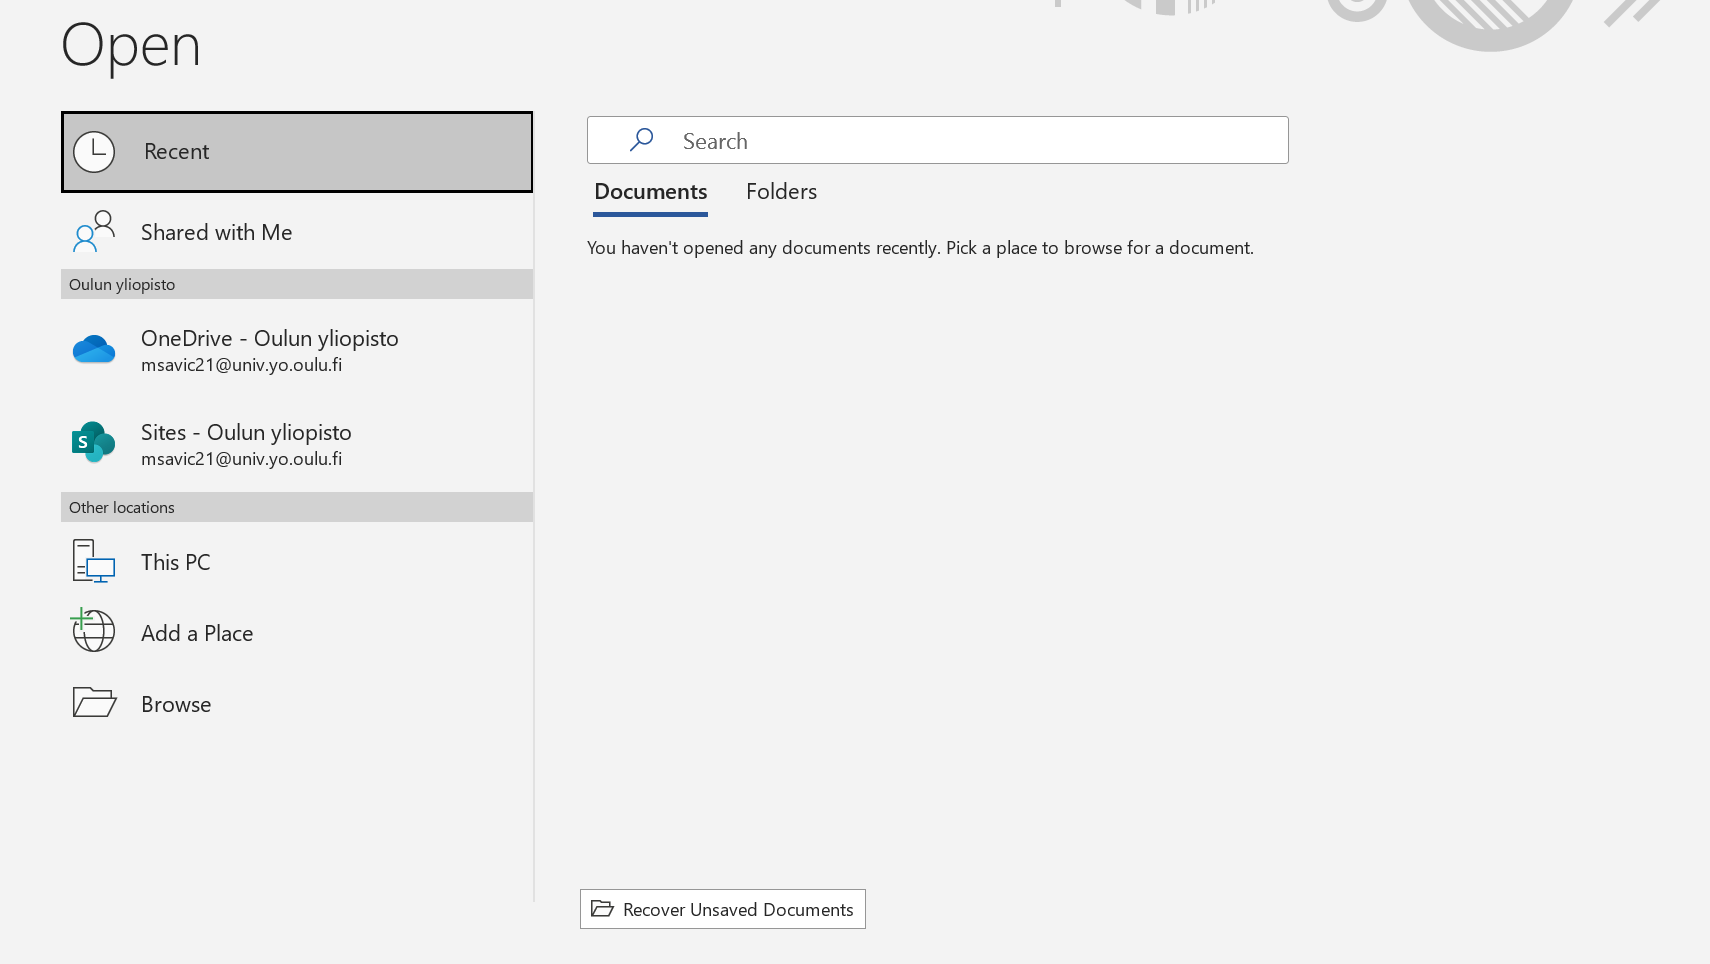 Open
Recent
Shared with Me
Oulun yliopisto
OneDrive - Oulun yliopisto
msavic21@univ.yo.oulu.fi
S
Sites - Oulun yliopisto
msavic21@univ.yo.oulu.fi
Other locations
This PC
Add a Place
Browse
Search
Documents Folders
You haven't opened any documents recently. Pick a place to browse for a document.
Recover Unsaved Documents